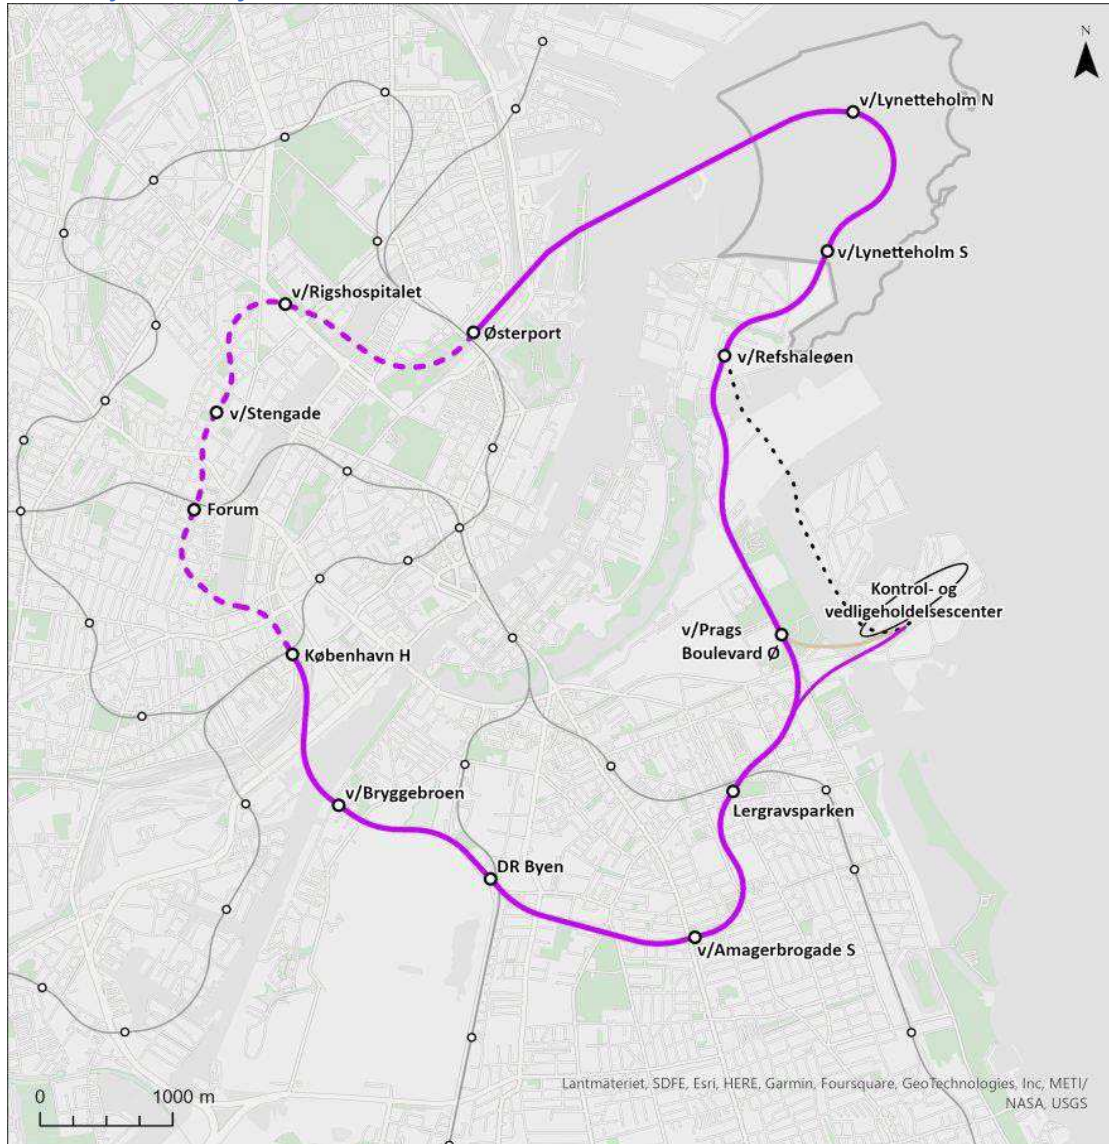 N
v/Lynetteholm N
v/Lynetteholm S
v/Rigshospitalet
Østerport
v/Refshaleøen
v/Stengade
Forum
Kontrol- og
vedligeholdelsescenter
v/Prags
Boulevard Ø
København H
v/Bryggebroen
Lergravsparken
DR Byen
v/Amagerbrogade S
0 1000 m
Lantmäteriet, SDFE, Esri, HERE, Garmin, Foursquare, GeoTechnologies, Inc, METI/
NASA, USGS